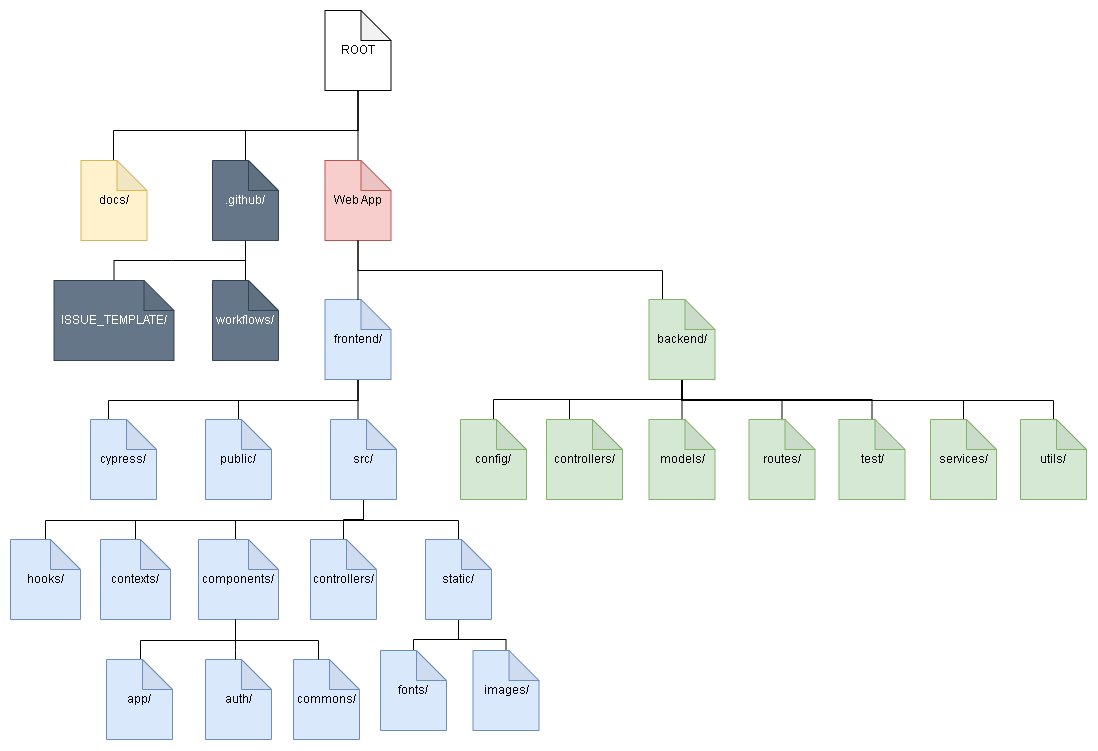 ROOT
docs/
.github/
Web App
ISSUE_TEMPLATE/
workflows/
frontend/
backend/
cypress/
public/
src/
config/
controllers/
models/
routes/
test/
services/
utils/
hooks/
contexts/
components/
controllers/
static/
app/
auth/
commons/
fonts/
images/